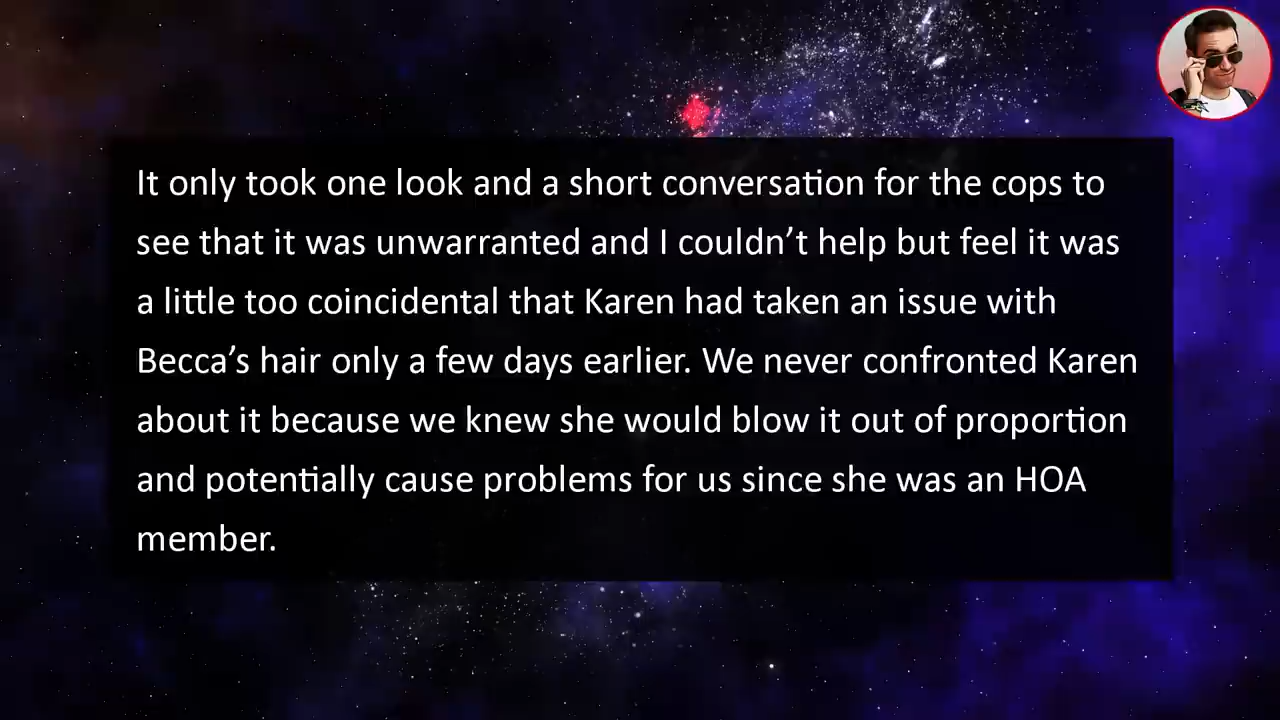 It only took one look and a short conversation for the cops to
see that it was unwarranted and I couldn’t help but feel it was
a little too coincidental that Karen had taken an issue with
Becca’s hair only a few days earlier. We never confronted Karen
about it because we knew she would blow it out of proportion
and potentially cause problems for us since she was an HOA
member.